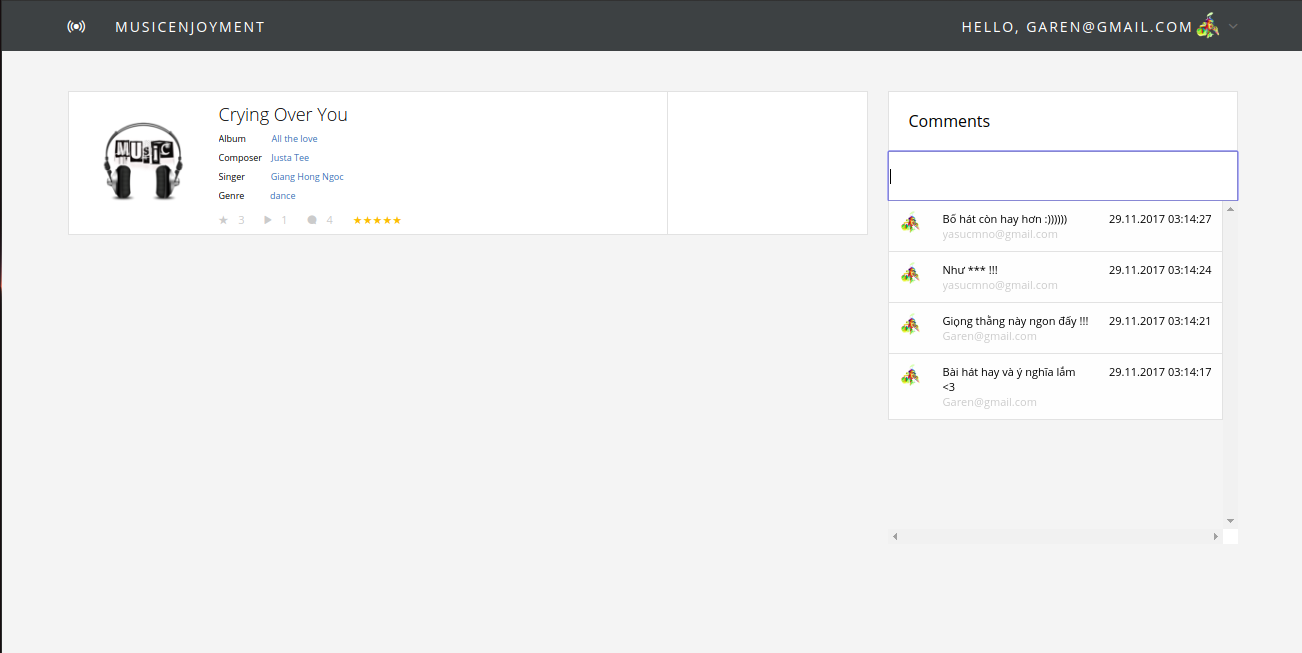 MUSICENJOYMENT
HELLO, GAREN@GMAIL.COM
Crying Over You
Album All the love
Composer Justa Tee
Singer Giang Hong Ngoc
Genre dance
3 1 4
MUSIC
Comments
Bố hát còn hay hơn :)))))) 29.11.2017 03:14:27
yasucmno@gmail.com
Như *** !!! 29.11.2017 03:14:24
yasucmno@gmail.com
Giọng thằng này ngon đấy !!! 29.11.2017 03:14:21
Garen@gmail.com
Bài hát hay và ý nghĩa lắm 29.11.2017 03:14:17
<3
Garen@gmail.com